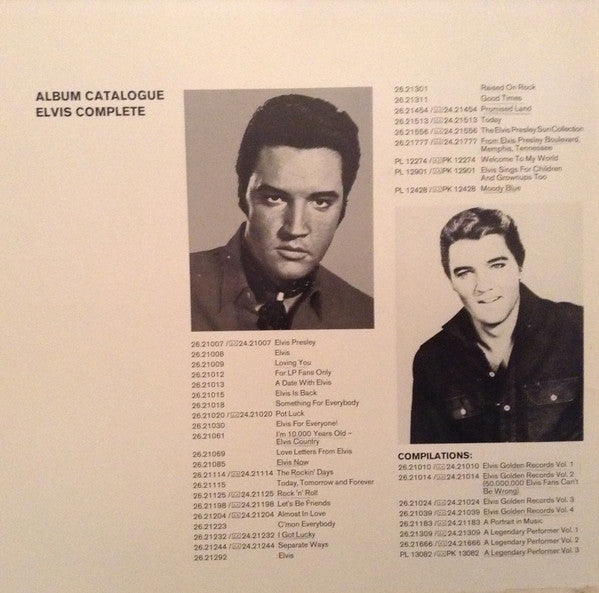 ALBUM CATALOGUE
ELVIS COMPLETE
26.21007 / 24.21007 Elvis Presley
26.21008 Elvis
26.21009 Loving You
26.21012 For LP Fans Only
26.21013 A Date With Elvis
26.21015 Elvis Is Back
26.21018 Something For Everybody
26.21020 / 24.21020 Pot Luck
26.21030 Elvis For Everyone!
26.21061 I'm 10,000 Years Old –
Elvis Country
26.21069 Love Letters From Elvis
26.21085 Elvis Now
26.21114 / 24.21114 The Rockin' Days
26.21115 Today, Tomorrow and Forever
26.21125 / 24.21125 Rock 'n' Roll
26.21198 / 24.21198 Let's Be Friends
26.21204 / 24.21204 Almost In Love
26.21223 C'mon Everybody
26.21232 / 24.21232 I Got Lucky
26.21244 / 24.21244 Separate Ways
26.21292 Elvis
26.21301 Raised On Rock
26.21311 Good Times
26.21454 / 24.21454 Promised Land
26.21513 / 24.21513 Today
26.21556 / 24.21556 The Elvis Presley Sun Collection
26.21777 / 24.21777 From Elvis Presley Boulevard,
Memphis, Tennessee
PL 12274 / PK 12274 Welcome To My World
PL 12901 / PK 12901 Elvis Sings For Children
And Grownups Too
PL 12428 / PK 12428 Moody Blue
COMPILATIONS:
26.21010 / 24.21010 Elvis Golden Records Vol. 1
26.21014 / 24.21014 Elvis Golden Records Vol. 2
(50.000.000 Elvis Fans Can't
Be Wrong)
26.21024 / 24.21024 Elvis Golden Records Vol. 3
26.21039 / 24.21039 Elvis Golden Records Vol. 4
26.21183 / 24.21183 A Portrait in Music
26.21309 / 24.21309 A Legendary Performer Vol. 1
26.21666 / 24.21666 A Legendary Performer Vol. 2
PL 13082 / PK 13082 A Legendary Performer Vol. 3